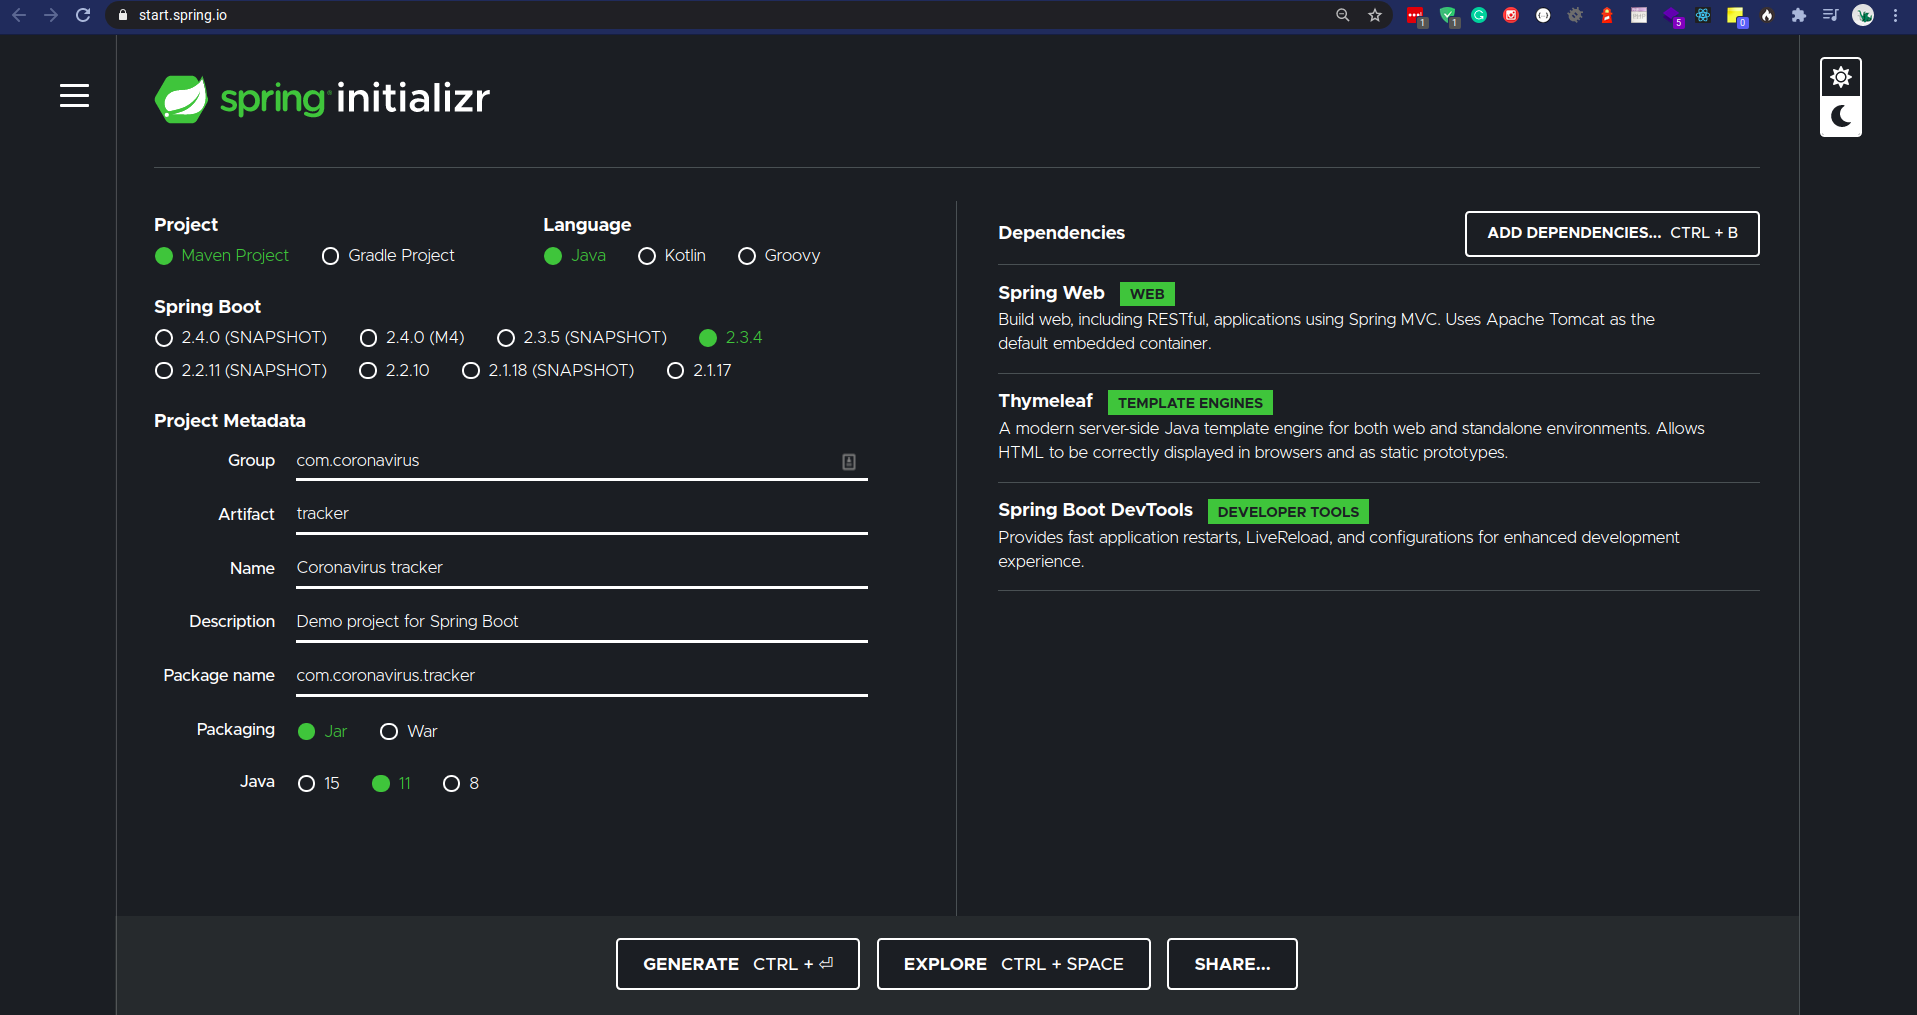 start.spring.io
1
1
5
0
spring initializr
Project
Maven Project Gradle Project
Language
Java Kotlin Groovy
Spring Boot
2.4.0 (SNAPSHOT) 2.4.0 (M4) 2.3.5 (SNAPSHOT) 2.3.4
2.2.11 (SNAPSHOT) 2.2.10 2.1.18 (SNAPSHOT) 2.1.17
Project Metadata
Group com.coronavirus
Artifact tracker
Name Coronavirus tracker
Description Demo project for Spring Boot
Package name com.coronavirus.tracker
Packaging Jar War
Java 15 11 8
Dependencies ADD DEPENDENCIES... CTRL + B
Spring Web WEB
Build web, including RESTful, applications using Spring MVC. Uses Apache Tomcat as the
default embedded container.
Thymeleaf TEMPLATE ENGINES
A modern server-side Java template engine for both web and standalone environments. Allows
HTML to be correctly displayed in browsers and as static prototypes.
Spring Boot DevTools DEVELOPER TOOLS
Provides fast application restarts, LiveReload, and configurations for enhanced development
experience.
GENERATE CTRL + ⏎ EXPLORE CTRL + SPACE SHARE...